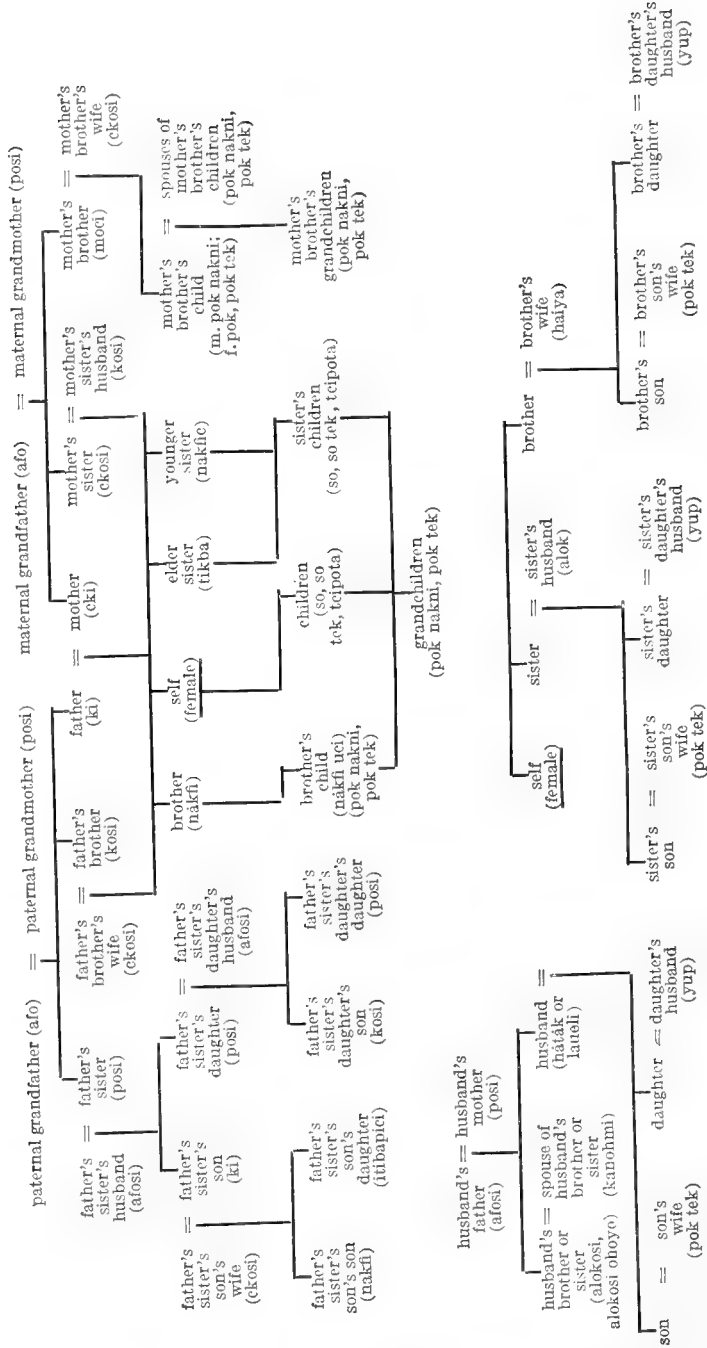 paternal grandfather (afo) = paternal grandmother (posi)
maternal grandfather (afo) = maternal grandmother (posi)
father's
sister's
husband
(afosi)
=
father's
sister
(posi)
father's
brother's
wife
(ckosi)
=
father's
brother
(kosi)
father
(ki)
=
mother
(cki)
mother's
sister
(ckosi)
=
mother's
sister's
husband
(kosi)
mother's
brother
(moci)
=
mother's
brother's
wife
(ckosi)
father's
sister's
son's
wife
(ckosi)
=
father's
sister's
son
(ki)
father's
sister's
daughter
(posi)
=
father's
sister's
daughter's
husband
(afosi)
brother
(nákfi)
self
(female)
elder
sister
(tikba)
younger
sister
(nakfic)
mother's
brother's
child
(m. pok nakni;
f. pok, pok tek)
=
spouses of
mother's
brother's
children
(pok nakni,
pok tek)
father's
sister's
son's son
(nakfi)
father's
sister's
son's
daughter
(itibapici)
father's
sister's
daughter's
son
(kosi)
father's
sister's
daughter's
daughter
(posi)
brother's
child
(nákfi uci)
(pok nakni,
pok tek)
children
(so, so
tek, tcipota)
sister's
children
(so, so tek, tcipota)
mother's
brother's
grandchildren
(pok nakni,
pok tek)
grandchildren
(pok nakni, pok tek)
husband's
father
(afosi)
=
husband's
mother
(posi)
husband's
brother or
sister
(alokosi,
alokosi ohoyo)
=
spouse of
husband's
brother or
sister
(kanohmi)
husband
(háták or
laueli)
=
son
=
son's
wife
(pok tek)
daughter
=
daughter's
husband
(yup)
self
(female)
sister
=
sister's
husband
(alok)
brother
=
brother's
wife
(haiya)
sister's
son
=
sister's
son's
wife
(pok tek)
sister's
daughter
=
sister's
daughter's
husband
(yup)
brother's
son
=
brother's
son's
wife
(pok tek)
brother's
daughter
=
brother's
daughter's
husband
(yup)